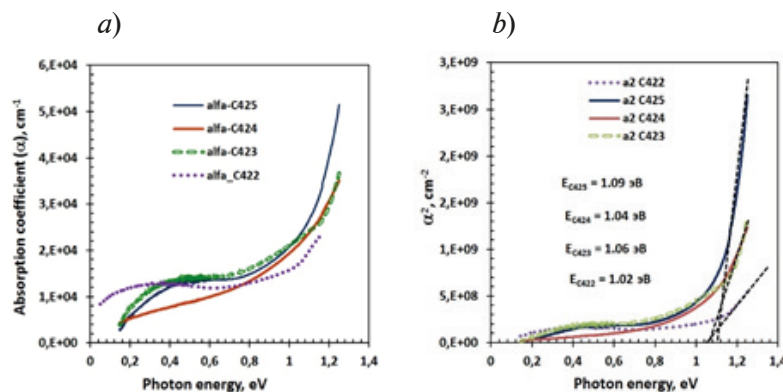 a)
6,E+04
5,E+04
4,E+04
3,E+04
2,E+04
1,E+04
0,E+00
Absorption coefficient (α), cm⁻¹
alfa-C425
alfa-C424
alfa-C423
alfa_C422
0 0,2 0,4 0,6 0,8 1 1,2 1,4
Photon energy, eV
b)
3,E+09
3,E+09
2,E+09
2,E+09
1,E+09
5,E+08
0,E+00
α², cm⁻²
a2 C422
a2 C425
a2 C424
a2 C423
E_C425 = 1.09 эВ
E_C424 = 1.04 эВ
E_C423 = 1.06 эВ
E_C422 = 1.02 эВ
0 0,2 0,4 0,6 0,8 1 1,2 1,4
Photon energy, eV